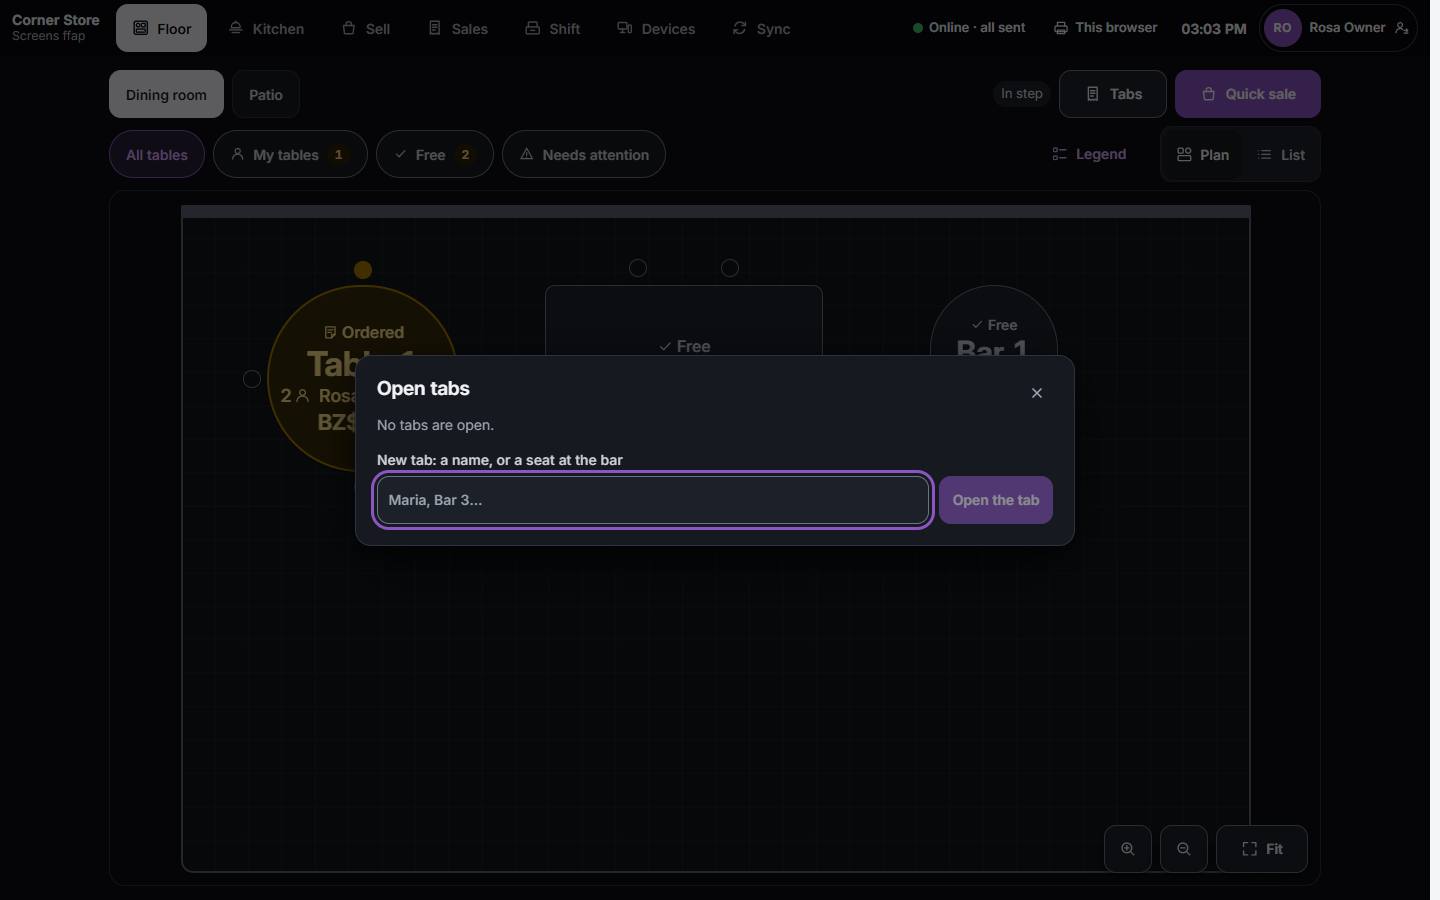 Corner Store
Screens ffap
Floor
Kitchen
Sell
Sales
Shift
Devices
Sync
Online · all sent
This browser
03:03 PM
RO
Rosa Owner
Dining room
Patio
In step
Tabs
Quick sale
All tables
My tables 1
Free 2
Needs attention
Legend
Plan
List
Ordered
2
BZ$
Free
Free
Bar 1
Open tabs
No tabs are open.
New tab: a name, or a seat at the bar
Maria, Bar 3...
Open the tab
Fit